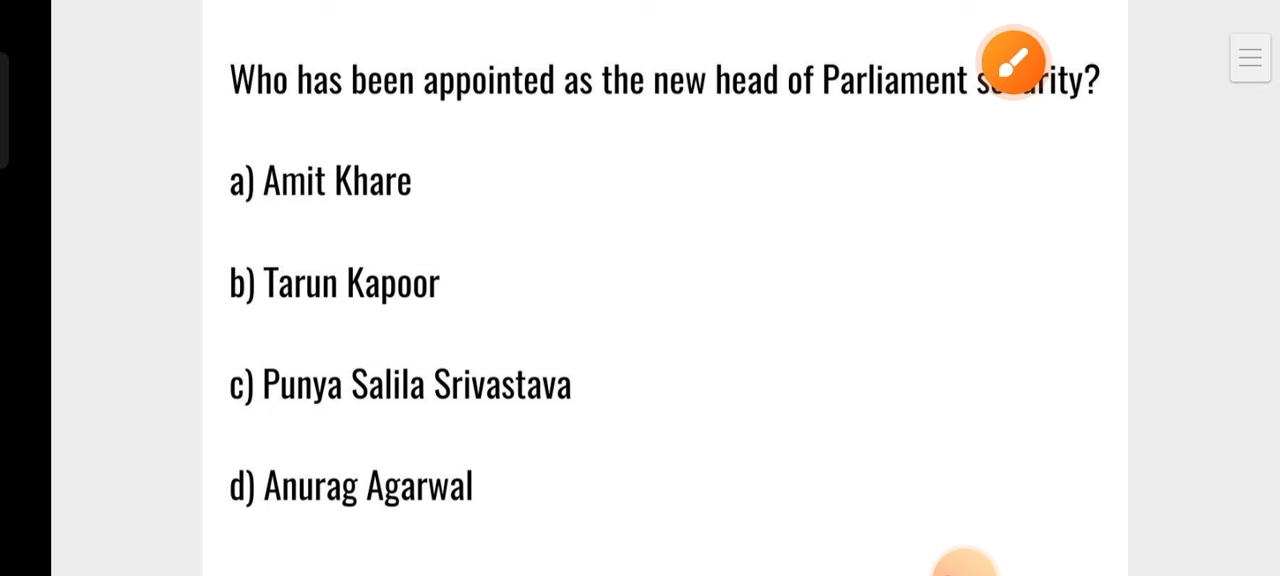 Who has been appointed as the new head of Parliament security?
a) Amit Khare
b) Tarun Kapoor
c) Punya Salila Srivastava
d) Anurag Agarwal